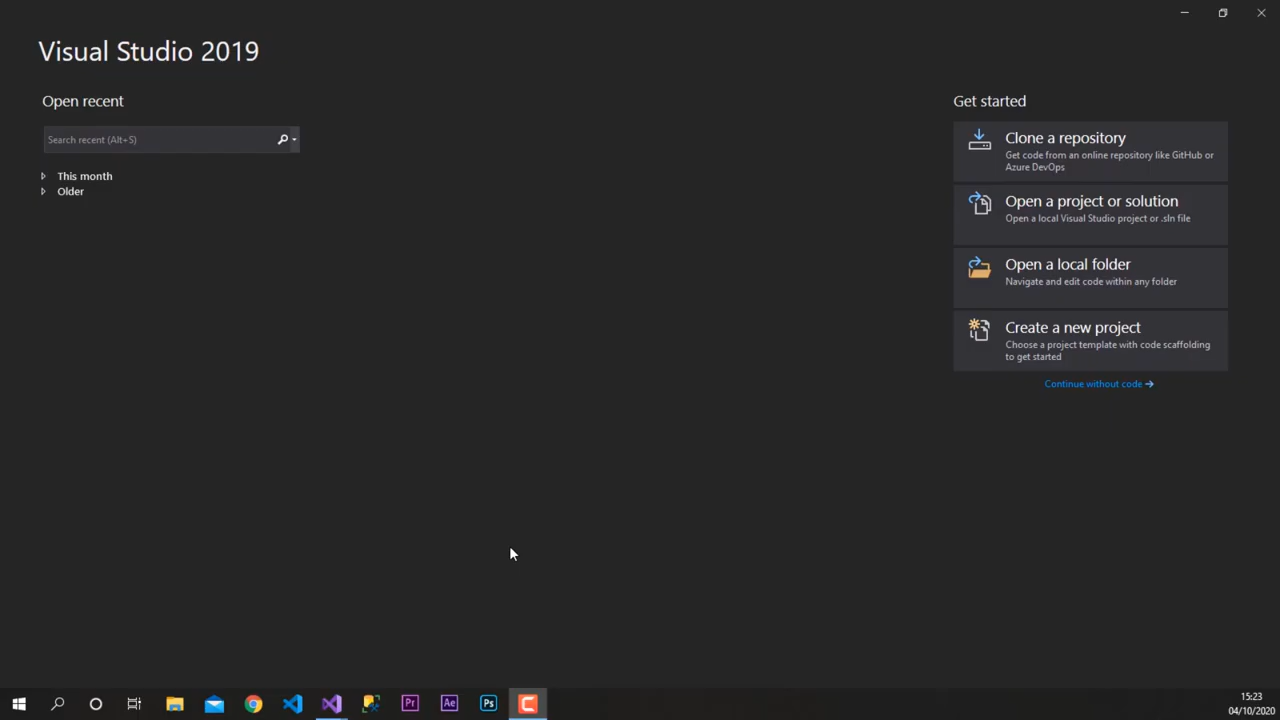 Visual Studio 2019
Open recent
Search recent (Alt+S)
This month
Older
Get started
Clone a repository
Get code from an online repository like GitHub or
Azure DevOps
Open a project or solution
Open a local Visual Studio project or .sln file
Open a local folder
Navigate and edit code within any folder
Create a new project
Choose a project template with code scaffolding
to get started
Continue without code
Pr
Ae
Ps
15:23
04/10/2020